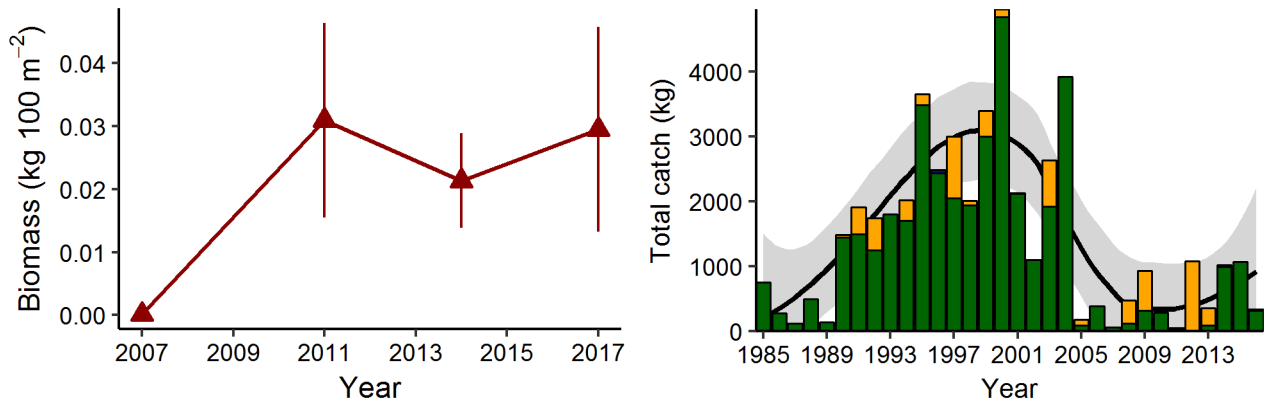 Biomass (kg 100 m⁻²)
0.04
0.03
0.02
0.01
0.00
2007 2009 2011 2013 2015 2017
Year
Total catch (kg)
4000
3000
2000
1000
0
1985 1989 1993 1997 2001 2005 2009 2013
Year